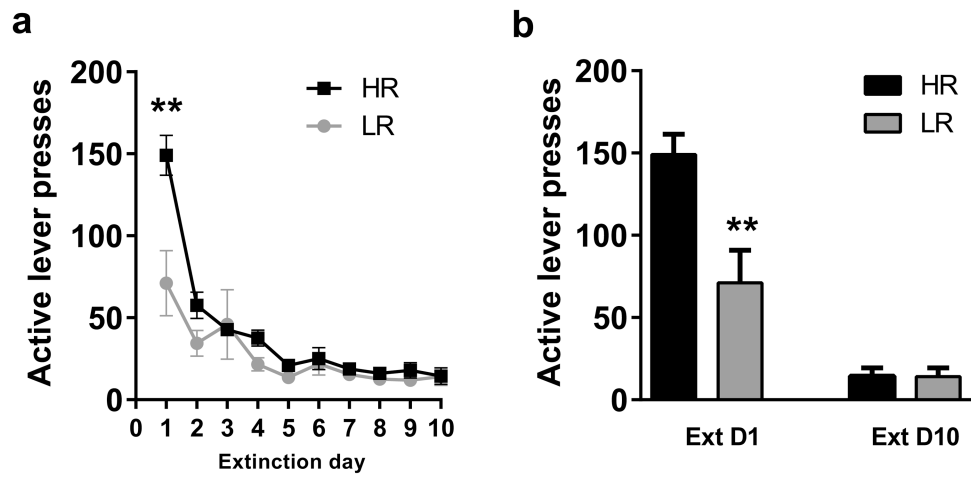 a
Active lever presses
200
150
100
50
0
**
HR
LR
0 1 2 3 4 5 6 7 8 9 10
Extinction day
b
Active lever presses
200
150
100
50
0
HR
LR
**
Ext D1 Ext D10